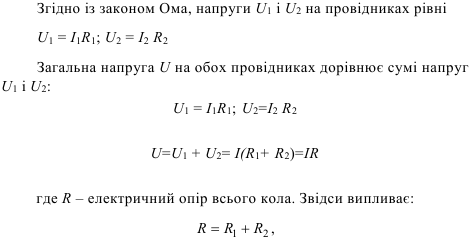 Згідно із законом Ома, напруги U₁ і U₂ на провідниках рівні
U₁ = I₁R₁; U₂ = I₂ R₂
Загальна напруга U на обох провідниках дорівнює сумі напруг
U₁ і U₂:
U₁ = I₁R₁; U₂=I₂ R₂
U=U₁ + U₂= I(R₁+ R₂)=IR
де R – електричний опір всього кола. Звідси випливає:
R = R₁ + R₂ ,